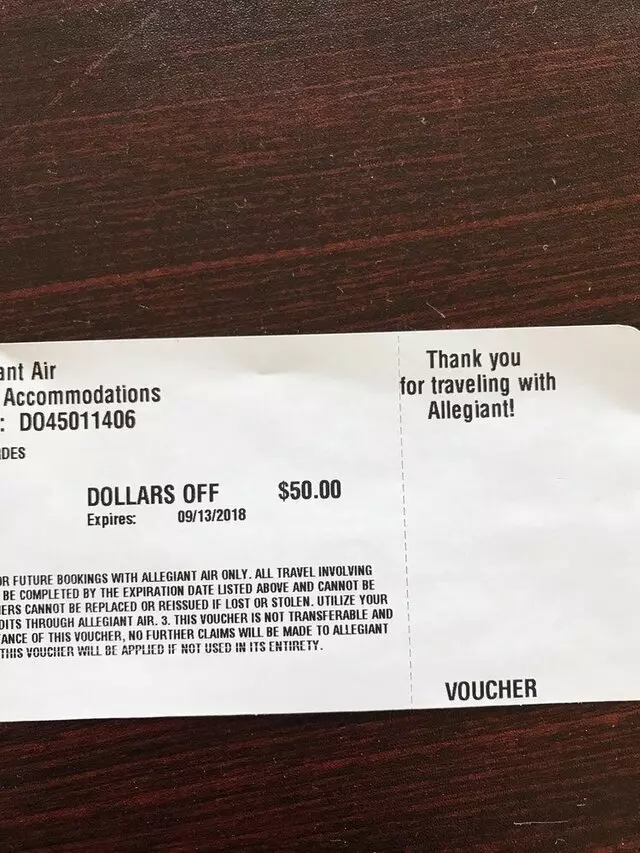 ant Air
Accommodations
: DO45011406
DES
DOLLARS OFF $50.00
Expires: 09/13/2018
OR FUTURE BOOKINGS WITH ALLEGIANT AIR ONLY. ALL TRAVEL INVOLVING
BE COMPLETED BY THE EXPIRATION DATE LISTED ABOVE AND CANNOT BE
ERS CANNOT BE REPLACED OR REISSUED IF LOST OR STOLEN. UTILIZE YOUR
DITS THROUGH ALLEGIANT AIR. 3. THIS VOUCHER IS NOT TRANSFERABLE AND
ANCE OF THIS VOUCHER, NO FURTHER CLAIMS WILL BE MADE TO ALLEGIANT
THIS VOUCHER WILL BE APPLIED IF NOT USED IN ITS ENTIRETY.
Thank you
for traveling with
Allegiant!
VOUCHER